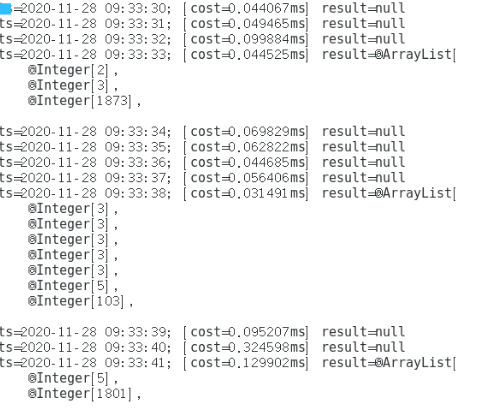 ts=2020-11-28 09:33:30; [cost=0.044067ms] result=null
ts=2020-11-28 09:33:31; [cost=0.049465ms] result=null
ts=2020-11-28 09:33:32; [cost=0.099884ms] result=null
ts=2020-11-28 09:33:33; [cost=0.044525ms] result=@ArrayList[
@Integer[2],
@Integer[3],
@Integer[1873],
ts=2020-11-28 09:33:34; [cost=0.069829ms] result=null
ts=2020-11-28 09:33:35; [cost=0.062822ms] result=null
ts=2020-11-28 09:33:36; [cost=0.044685ms] result=null
ts=2020-11-28 09:33:37; [cost=0.056406ms] result=null
ts=2020-11-28 09:33:38; [cost=0.031491ms] result=@ArrayList[
@Integer[3],
@Integer[3],
@Integer[3],
@Integer[3],
@Integer[3],
@Integer[5],
@Integer[103],
ts=2020-11-28 09:33:39; [cost=0.095207ms] result=null
ts=2020-11-28 09:33:40; [cost=0.324598ms] result=null
ts=2020-11-28 09:33:41; [cost=0.129902ms] result=@ArrayList[
@Integer[5],
@Integer[1801],